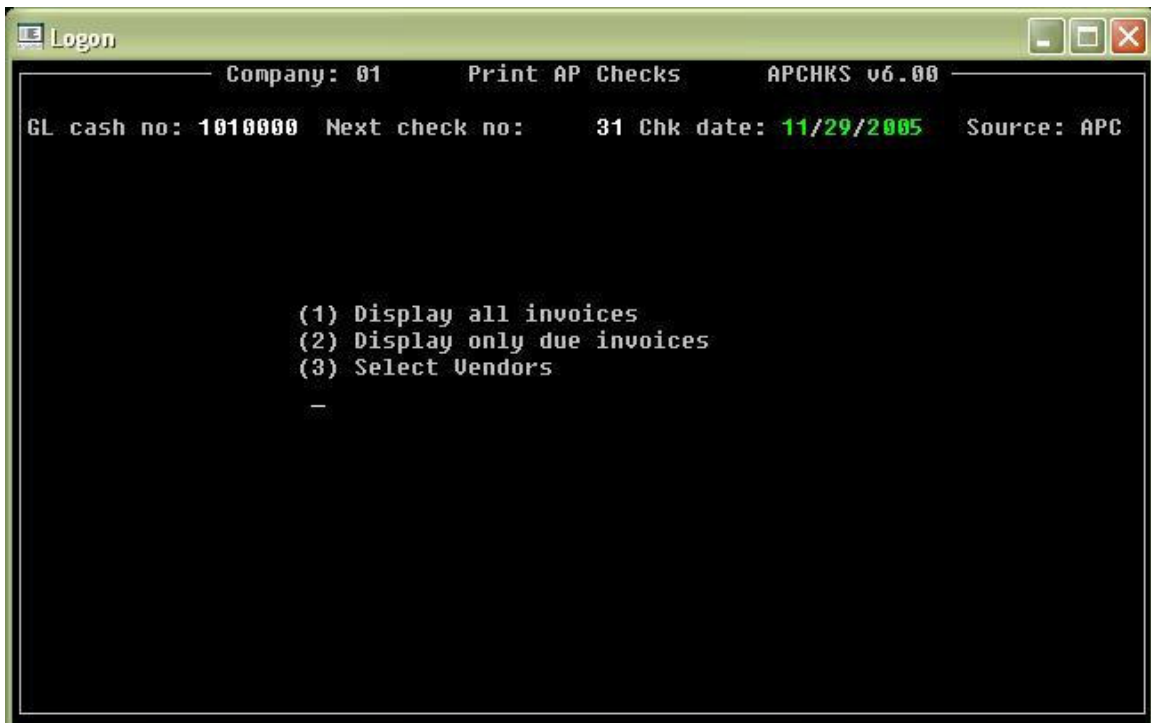 Logon
Company: 01 Print AP Checks APCHKS v6.00
GL cash no: 1010000 Next check no: 31 Chk date: 11/29/2005 Source: APC
(1) Display all invoices
(2) Display only due invoices
(3) Select Vendors
_